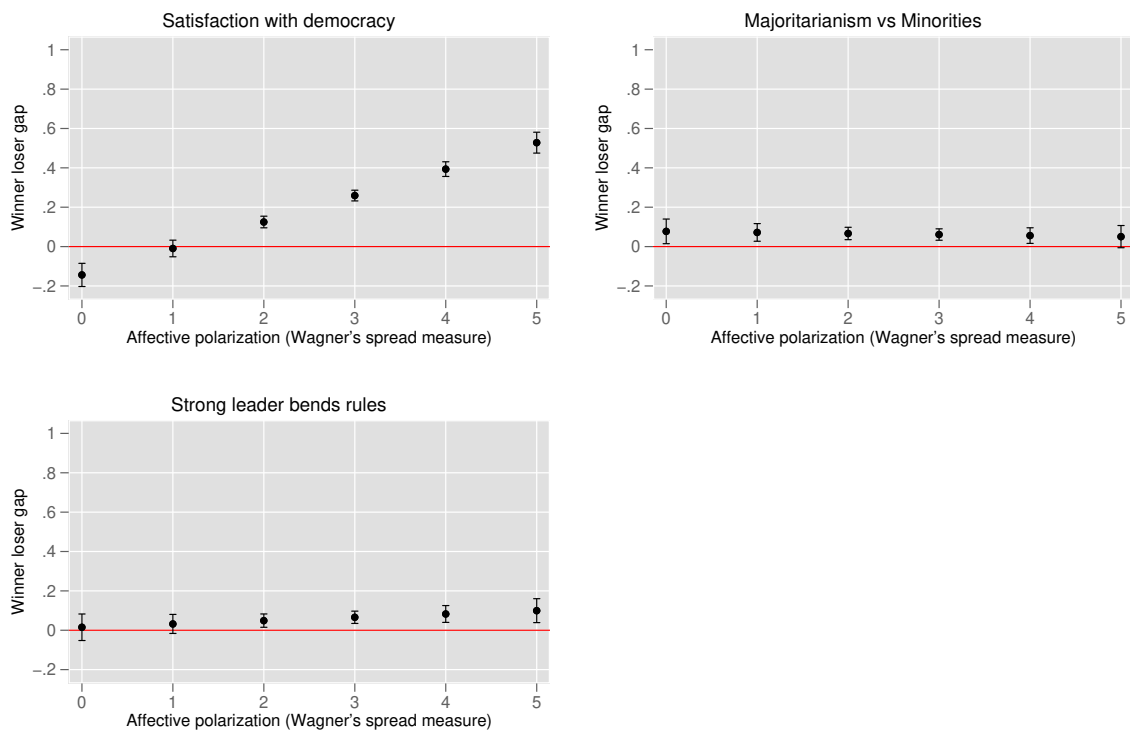 Satisfaction with democracy
1
.8
.6
.4
.2
0
-.2
Winner loser gap
0 1 2 3 4 5
Affective polarization (Wagner's spread measure)
Majoritarianism vs Minorities
1
.8
.6
.4
.2
0
-.2
Winner loser gap
0 1 2 3 4 5
Affective polarization (Wagner's spread measure)
Strong leader bends rules
1
.8
.6
.4
.2
0
-.2
Winner loser gap
0 1 2 3 4 5
Affective polarization (Wagner's spread measure)